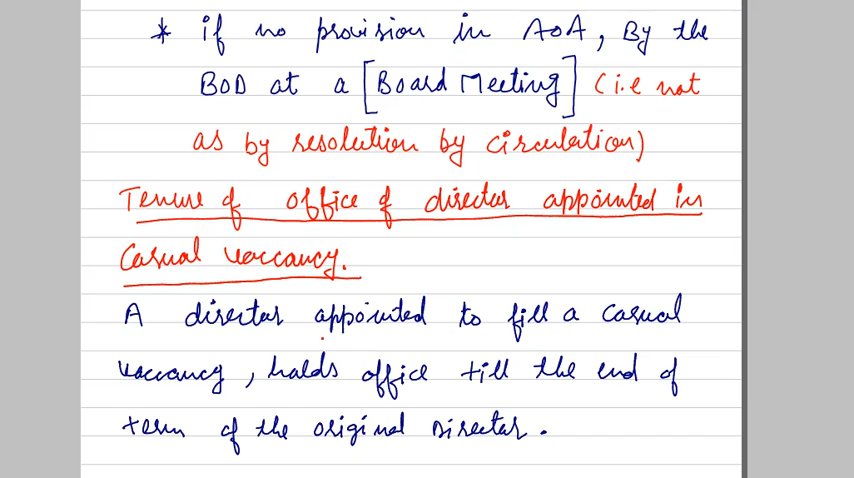 * if no provision in AOA, By the
BOD at a [Board Meeting] (i.e not
as by resolution by circulation)
Tenure of office of director appointed in
Casual vaccancy.
A director appointed to fill a casual
vaccancy, holds office till the end of
term of the original Director.